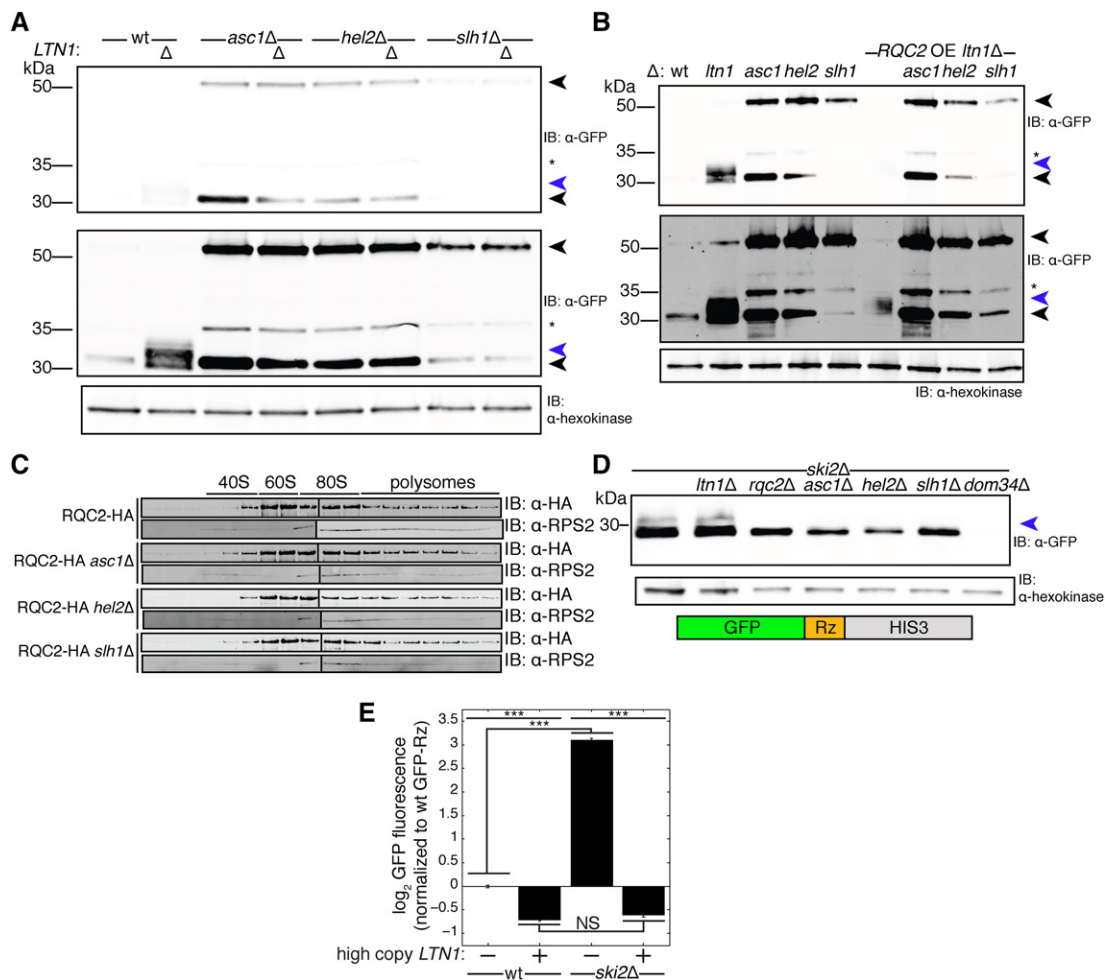 A
wt asc1Δ hel2Δ slh1Δ
LTN1: Δ Δ Δ Δ
kDa
50
35
30
IB: α-GFP
*
50
35
30
IB: α-GFP
*
IB:
α-hexokinase
B
RQC2 OE ltn1Δ
Δ: wt ltn1 asc1 hel2 slh1 asc1 hel2 slh1
kDa
50
35
30
IB: α-GFP
*
50
35
30
IB: α-GFP
*
IB: α-hexokinase
C
40S 60S 80S polysomes
RQC2-HA
IB: α-HA
IB: α-RPS2
RQC2-HA asc1Δ
IB: α-HA
IB: α-RPS2
RQC2-HA hel2Δ
IB: α-HA
IB: α-RPS2
RQC2-HA slh1Δ
IB: α-HA
IB: α-RPS2
D
ski2Δ
ltn1Δ rqc2Δ asc1Δ hel2Δ slh1Δ dom34Δ
kDa
30
IB: α-GFP
IB:
α-hexokinase
GFP Rz HIS3
E
*** ***
***
3.5
3
2.5
2
1.5
1
0.5
0
−0.5
−1
log2 GFP fluorescence
(normalized to wt GFP-Rz)
NS
high copy LTN1: − + − +
wt ski2Δ